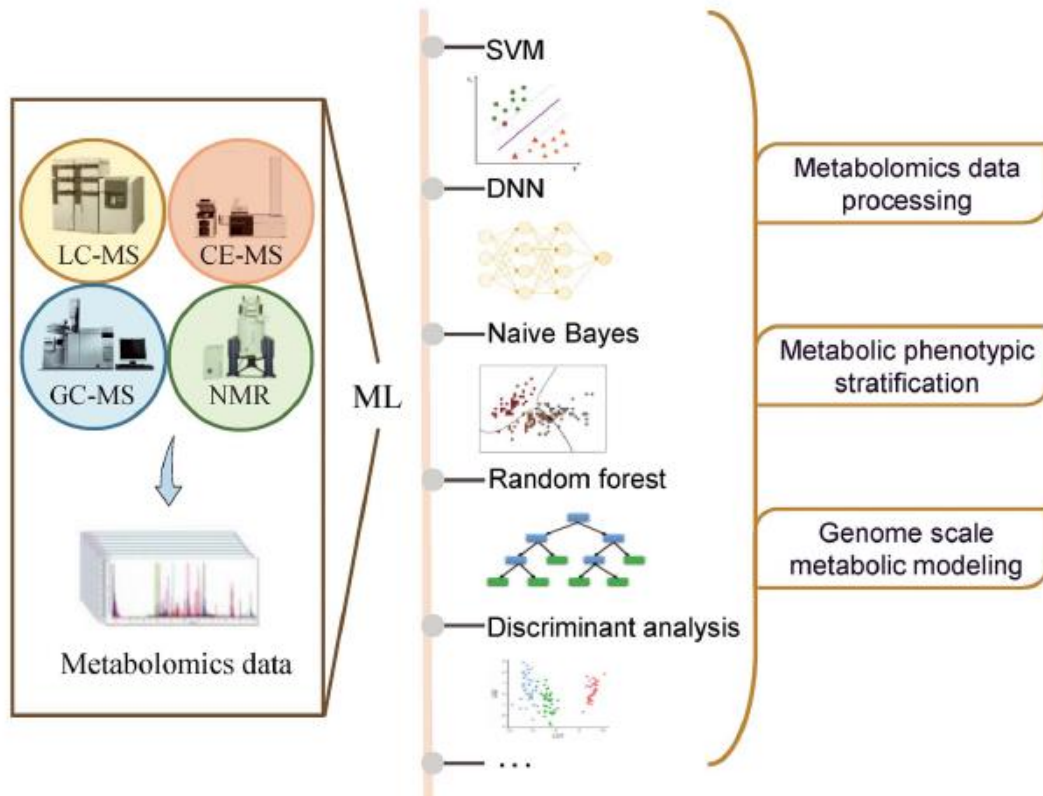 LC-MS
CE-MS
GC-MS
NMR
Metabolomics data
ML
SVM
DNN
Naive Bayes
Random forest
Discriminant analysis
...
Metabolomics data
processing
Metabolic phenotypic
stratification
Genome scale
metabolic modeling